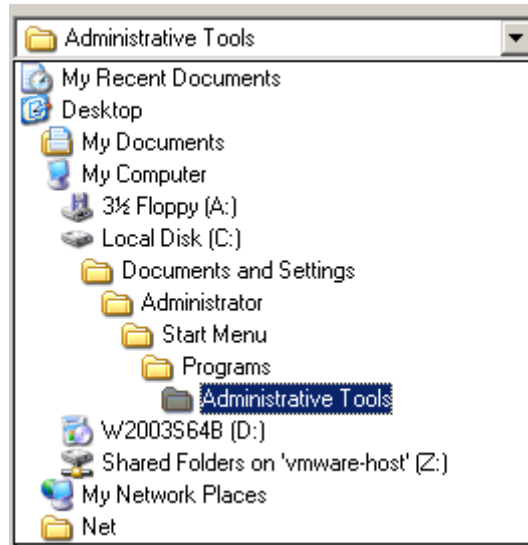 Administrative Tools
My Recent Documents
Desktop
My Documents
My Computer
3½ Floppy (A:)
Local Disk (C:)
Documents and Settings
Administrator
Start Menu
Programs
Administrative Tools
W2003S64B (D:)
Shared Folders on 'vmware-host' (Z:)
My Network Places
Net